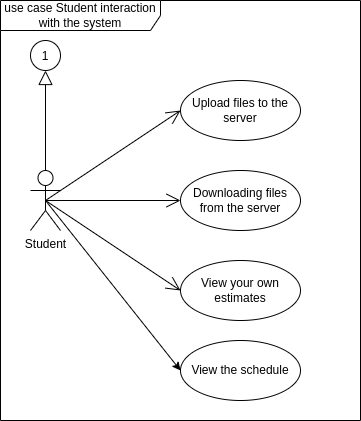 use case Student interaction
with the system
1
Upload files to the
server
Downloading files
from the server
Student
View your own
estimates
View the schedule